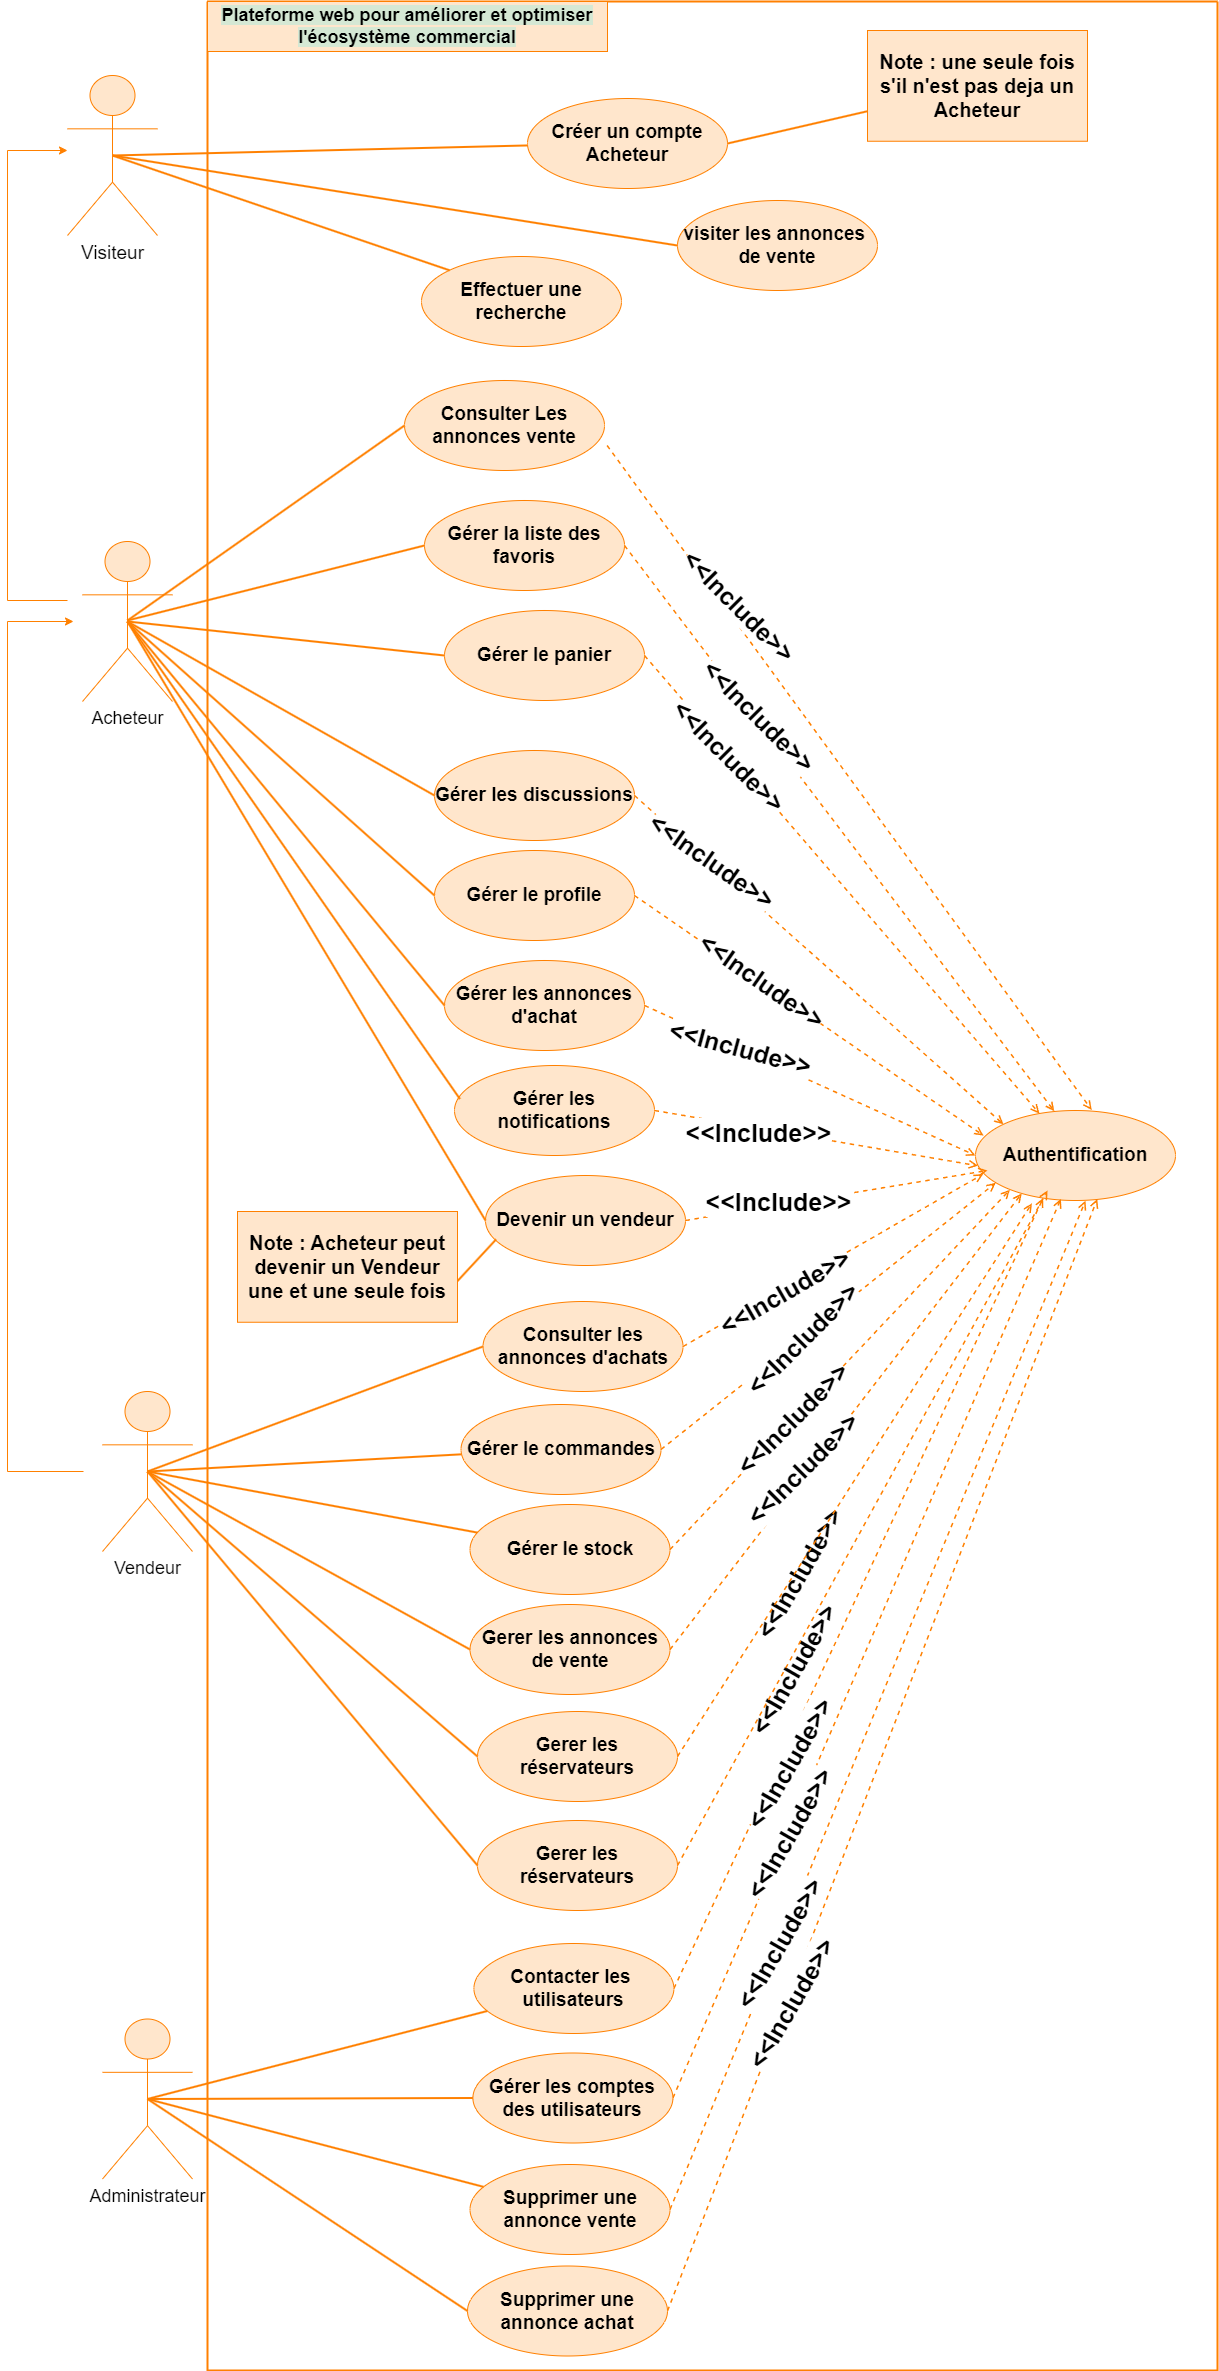 Plateforme web pour améliorer et optimiser
l'écosystème commercial
Note : une seule fois
s'il n'est pas deja un
Acheteur
Créer un compte
Acheteur
visiter les annonces
de vente
Visiteur
Effectuer une
recherche
Consulter Les
annonces vente
Gérer la liste des
favoris
<<Include>>
Gérer le panier
<<Include>>
Acheteur
<<Include>>
Gérer les discussions
<<Include>>
Gérer le profile
<<Include>>
Gérer les annonces
d'achat
<<Include>>
Gérer les
notifications
<<Include>>
Authentification
Devenir un vendeur
<<Include>>
Note : Acheteur peut
devenir un Vendeur
une et une seule fois
<<Include>>
Consulter les
annonces d'achats
<<Include>>
Gérer le commandes
<<Include>>
<<Include>>
Gérer le stock
Vendeur
<<Include>>
Gerer les annonces
de vente
<<Include>>
Gerer les
réservateurs
<<Include>>
<<Include>>
Gerer les
réservateurs
<<Include>>
Contacter les
utilisateurs
<<Include>>
Gérer les comptes
des utilisateurs
Administrateur
Supprimer une
annonce vente
Supprimer une
annonce achat